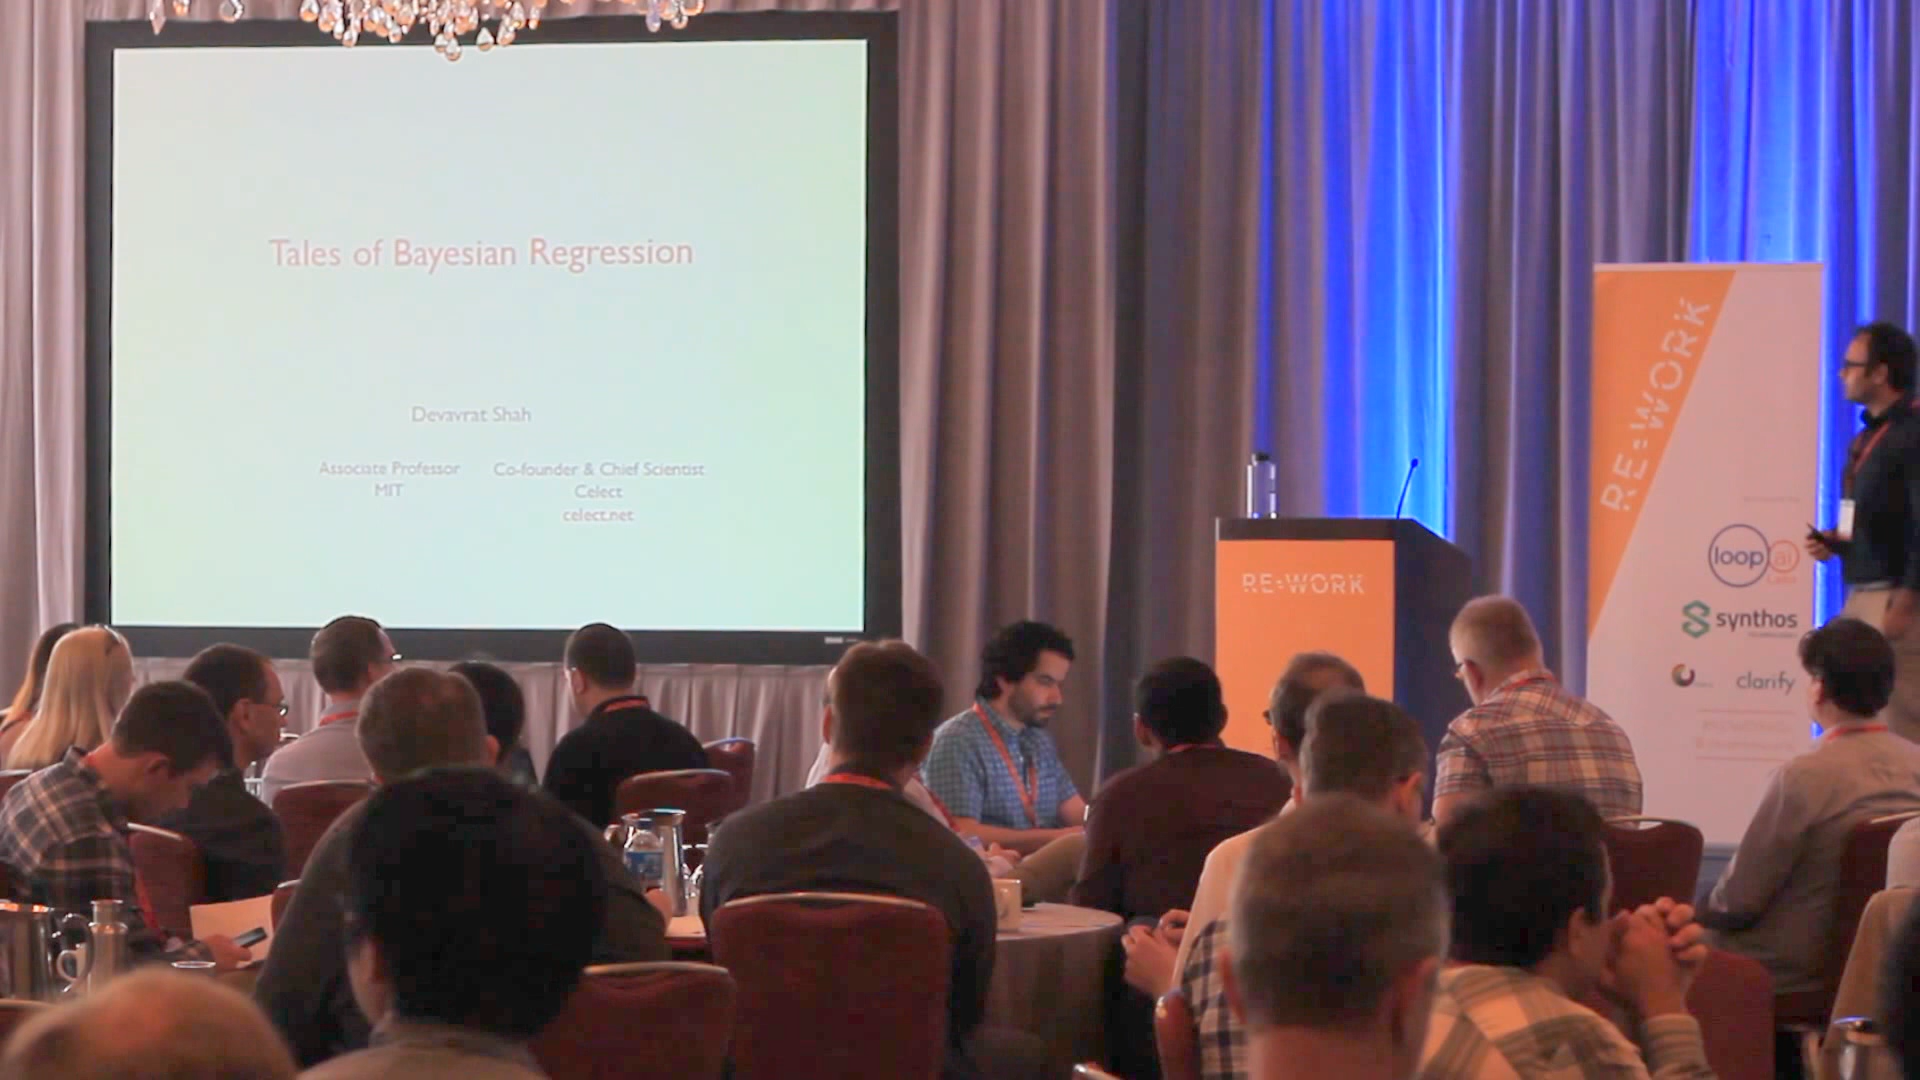 Tales of Bayesian Regression
Devavrat Shah
Associate Professor
MIT
Co-founder & Chief Scientist
Celect
celect.net
RE•WORK
RE•WORK
loop ai
Labs
synthos
clarify